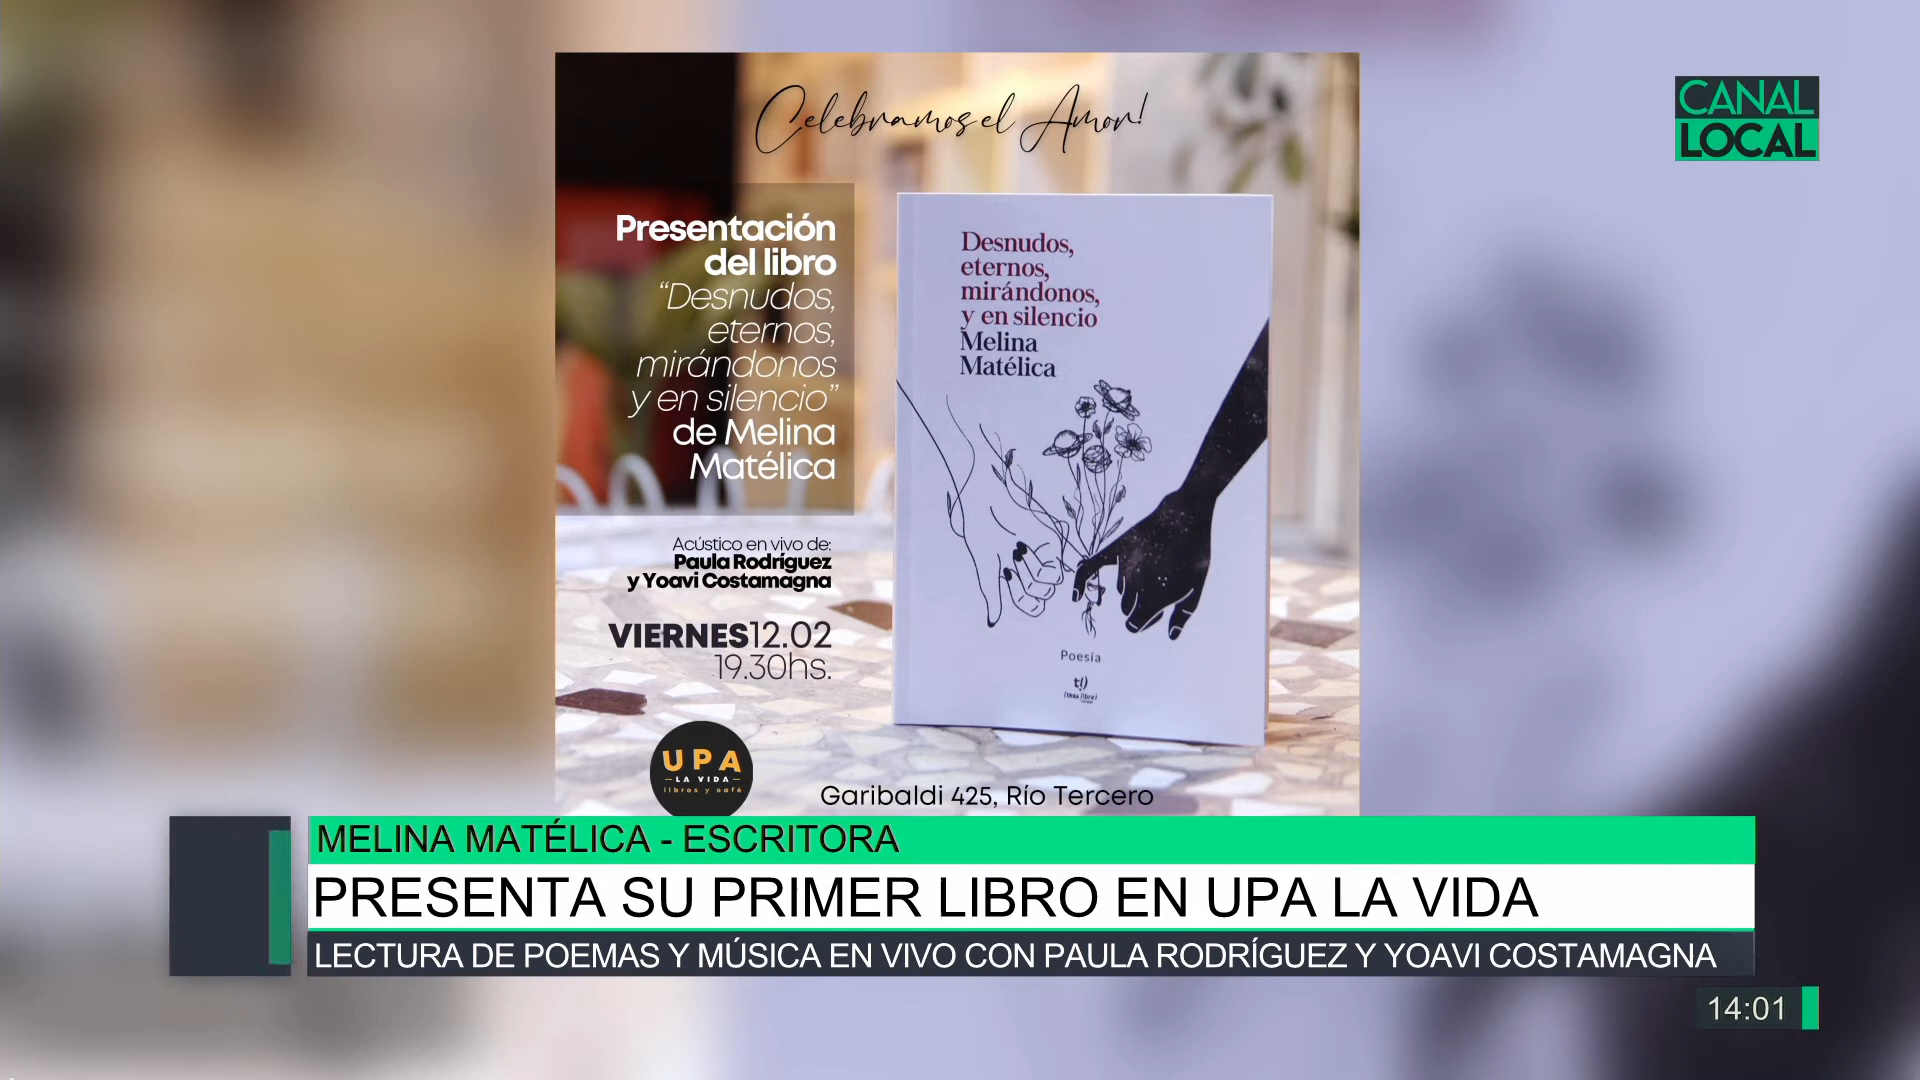 Celebramos el Amor!
CANAL
LOCAL
Presentación
del libro
“Desnudos,
eternos,
mirándonos
y en silencio”
de Melina
Matélica
Desnudos,
eternos,
mirándonos,
y en silencio
Melina
Matélica
Acústico en vivo de:
Paula Rodríguez
y Yoavi Costamagna
VIERNES12.02
19.30hs.
Poesía
UPA
LA VIDA
libros y café
Garibaldi 425, Río Tercero
MELINA MATÉLICA - ESCRITORA
PRESENTA SU PRIMER LIBRO EN UPA LA VIDA
LECTURA DE POEMAS Y MÚSICA EN VIVO CON PAULA RODRÍGUEZ Y YOAVI COSTAMAGNA
14:01